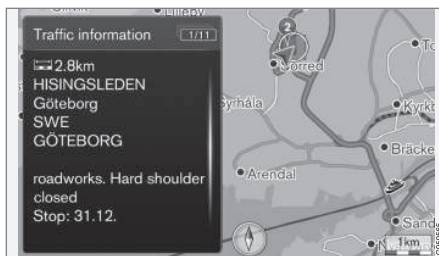 Traffic information 1/11
2.8km
HISINGSLEDEN
Göteborg
SWE
GÖTEBORG
roadworks. Hard shoulder
closed
Stop: 31.12.
2
Sörred
Arendal
Bräcke
Sand
1km